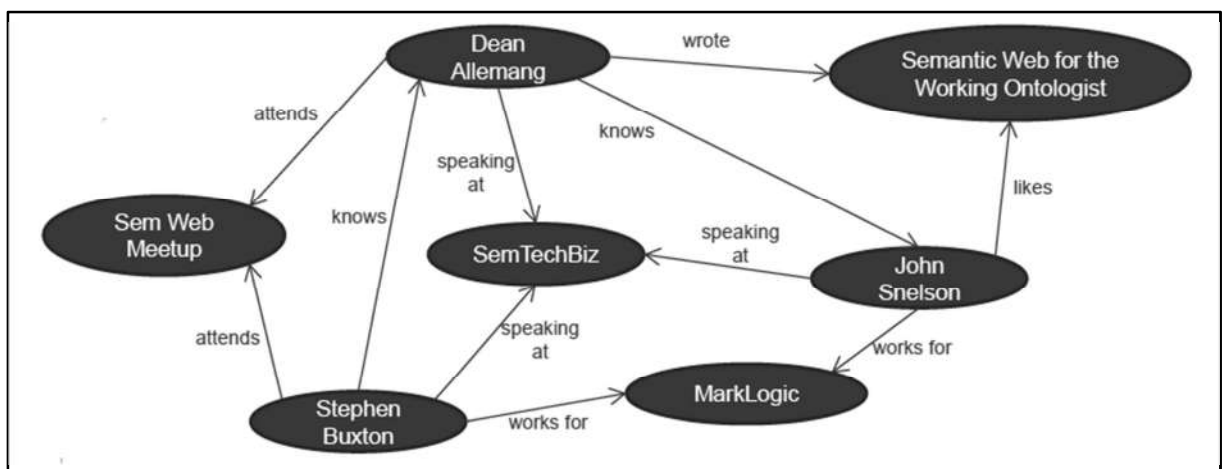 Dean
Allemang
wrote
Semantic Web for the
Working Ontologist
attends
knows
speaking
at
likes
Sem Web
Meetup
knows
SemTechBiz
speaking
at
John
Snelson
attends
speaking
at
works for
MarkLogic
Stephen
Buxton
works for